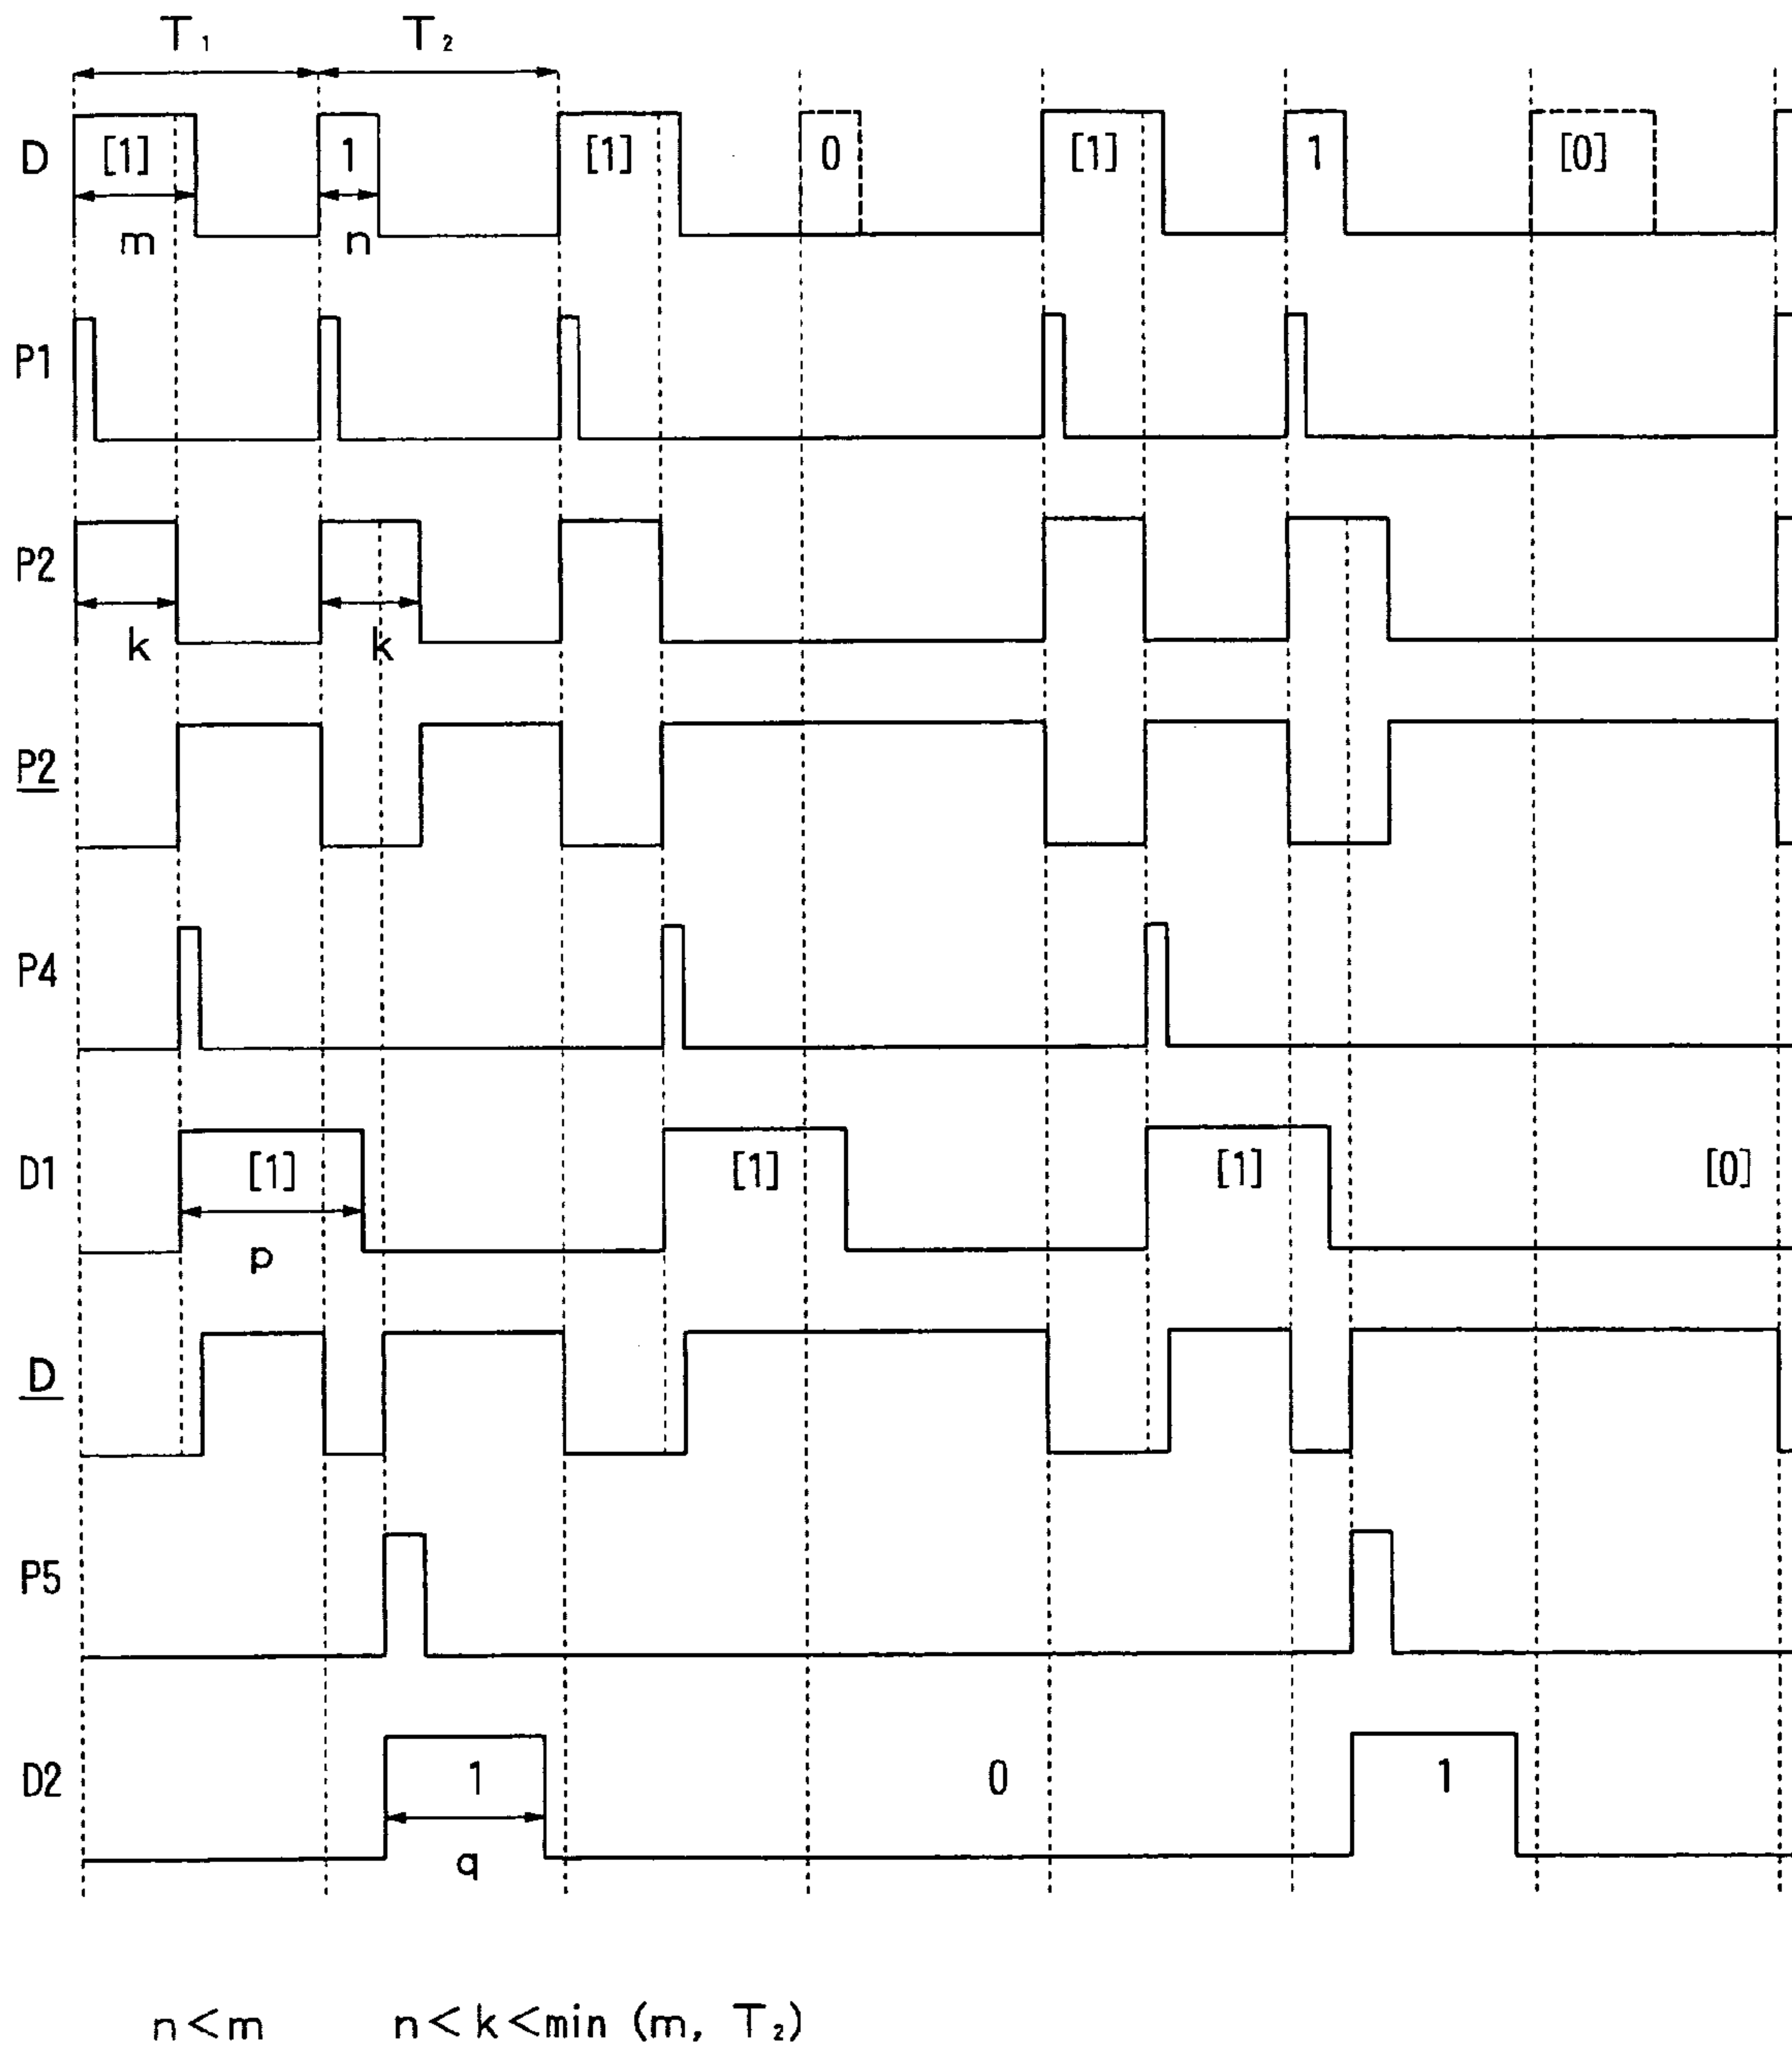 T₁ T₂
D [1] 1 [1] 0 [1] 1 [0]
m n
P1
P2
k k
P2
P4
D1 [1] [1] [1] [0]
p
D
P5
D2 1 0 1
q
n<m n<k<min (m, T₂)